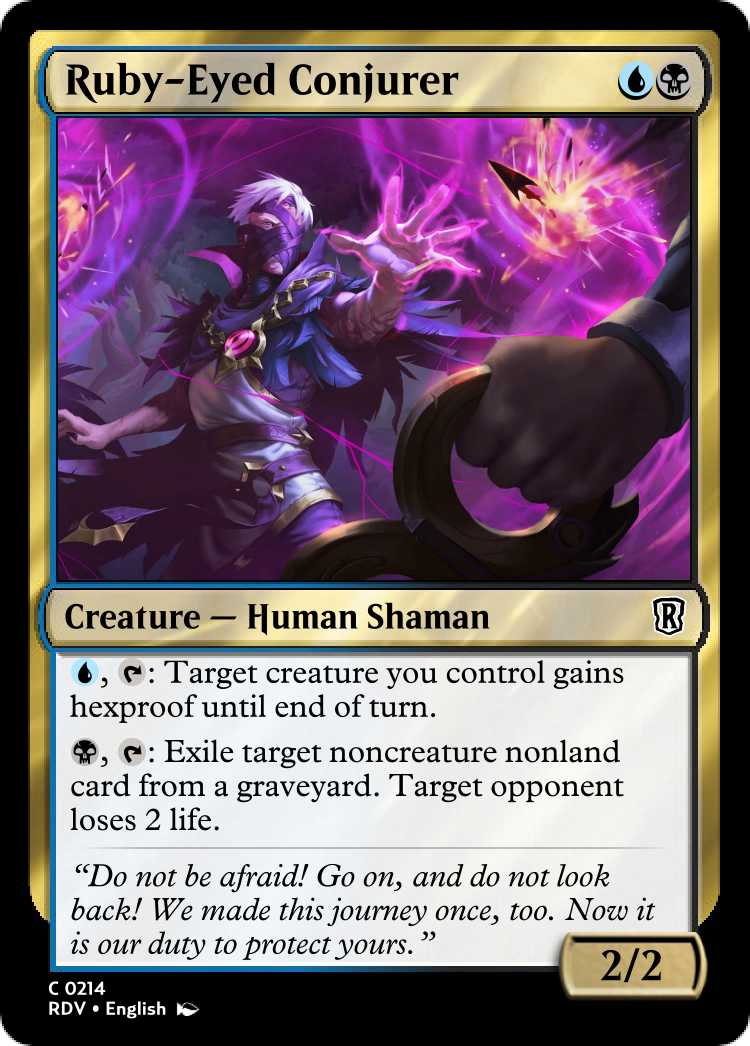 Ruby-Eyed Conjurer
Creature — Human Shaman
R
, : Target creature you control gains
hexproof until end of turn.
, : Exile target noncreature nonland
card from a graveyard. Target opponent
loses 2 life.
“Do not be afraid! Go on, and do not look
back! We made this journey once, too. Now it
is our duty to protect yours.”
2/2
C 0214
RDV • English